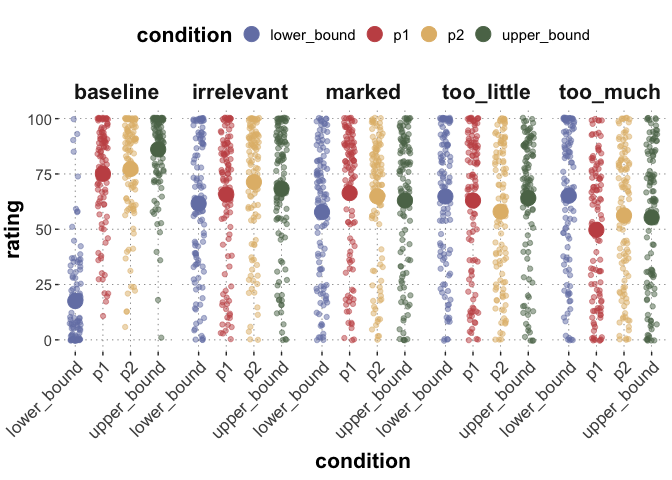 condition lower_bound p1 p2 upper_bound
baseline irrelevant marked too_little too_much
100
75
50
25
0
rating
lower_bound p1 p2 upper_bound lower_bound p1 p2 upper_bound lower_bound p1 p2 upper_bound lower_bound p1 p2 upper_bound lower_bound p1 p2 upper_bound
condition